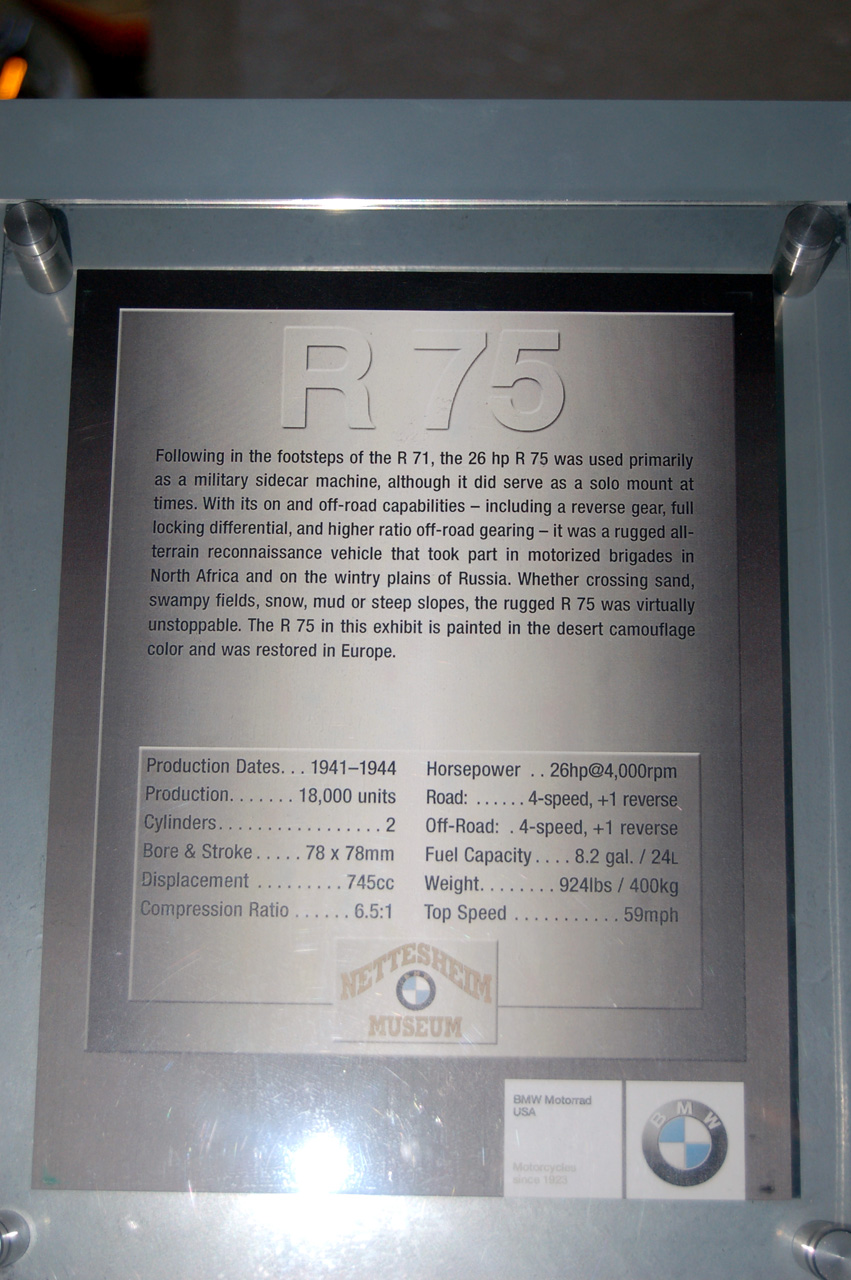 R 75
Following in the footsteps of the R 71, the 26 hp R 75 was used primarily
as a military sidecar machine, although it did serve as a solo mount at
times. With its on and off-road capabilities – including a reverse gear, full
locking differential, and higher ratio off-road gearing – it was a rugged all-
terrain reconnaissance vehicle that took part in motorized brigades in
North Africa and on the wintry plains of Russia. Whether crossing sand,
swampy fields, snow, mud or steep slopes, the rugged R 75 was virtually
unstoppable. The R 75 in this exhibit is painted in the desert camouflage
color and was restored in Europe.
Production Dates. . . 1941–1944
Production. . . . . . . 18,000 units
Cylinders. . . . . . . . . . . . . . . . 2
Bore & Stroke . . . . . 78 x 78mm
Displacement . . . . . . . . . 745cc
Compression Ratio . . . . . . 6.5:1
Horsepower . . 26hp@4,000rpm
Road: . . . . . . 4-speed, +1 reverse
Off-Road: . 4-speed, +1 reverse
Fuel Capacity . . . . 8.2 gal. / 24L
Weight. . . . . . . . 924lbs / 400kg
Top Speed . . . . . . . . . . . 59mph
NETTESHEIM
BMW
MUSEUM
BMW Motorrad
USA
Motorcycles
since 1923
BMW